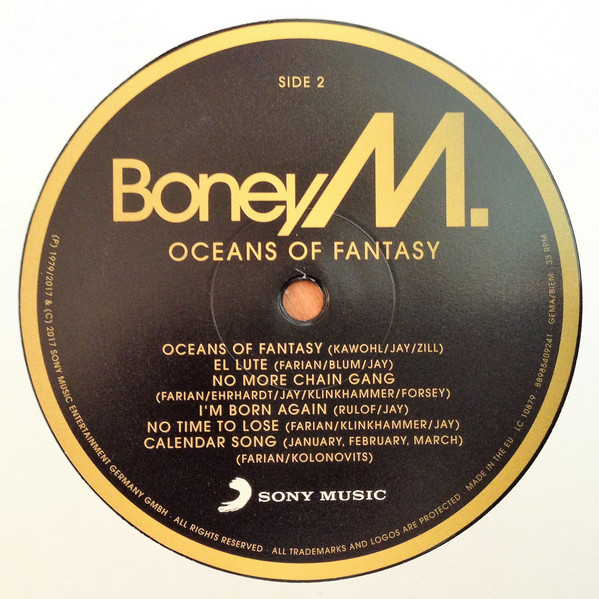 SIDE 2
Boney M.
OCEANS OF FANTASY
OCEANS OF FANTASY (KAWOHL/JAY/ZILL)
EL LUTE (FARIAN/BLUM/JAY)
NO MORE CHAIN GANG
(FARIAN/EHRHARDT/JAY/KLINKHAMMER/FORSEY)
I'M BORN AGAIN (RULOF/JAY)
NO TIME TO LOSE (FARIAN/KLINKHAMMER/JAY)
CALENDAR SONG (JANUARY, FEBRUARY, MARCH)
(FARIAN/KOLONOVITS)
SONY MUSIC
(P) 1979/2017 & (C) 2017 SONY MUSIC ENTERTAINMENT GERMANY GMBH · ALL RIGHTS RESERVED · ALL TRADEMARKS AND LOGOS ARE PROTECTED · MADE IN THE EU · LC 10879 · 88985409241 · GEMA/BIEM · 33 RPM